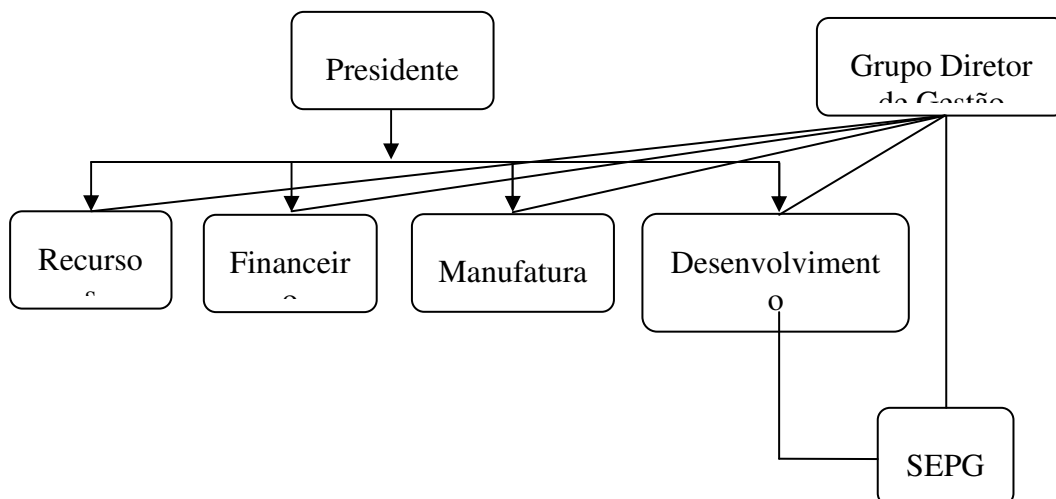 Presidente
Grupo Diretor
de Gestão
Recurso
s
Financeir
o
Manufatura
Desenvolviment
o
SEPG